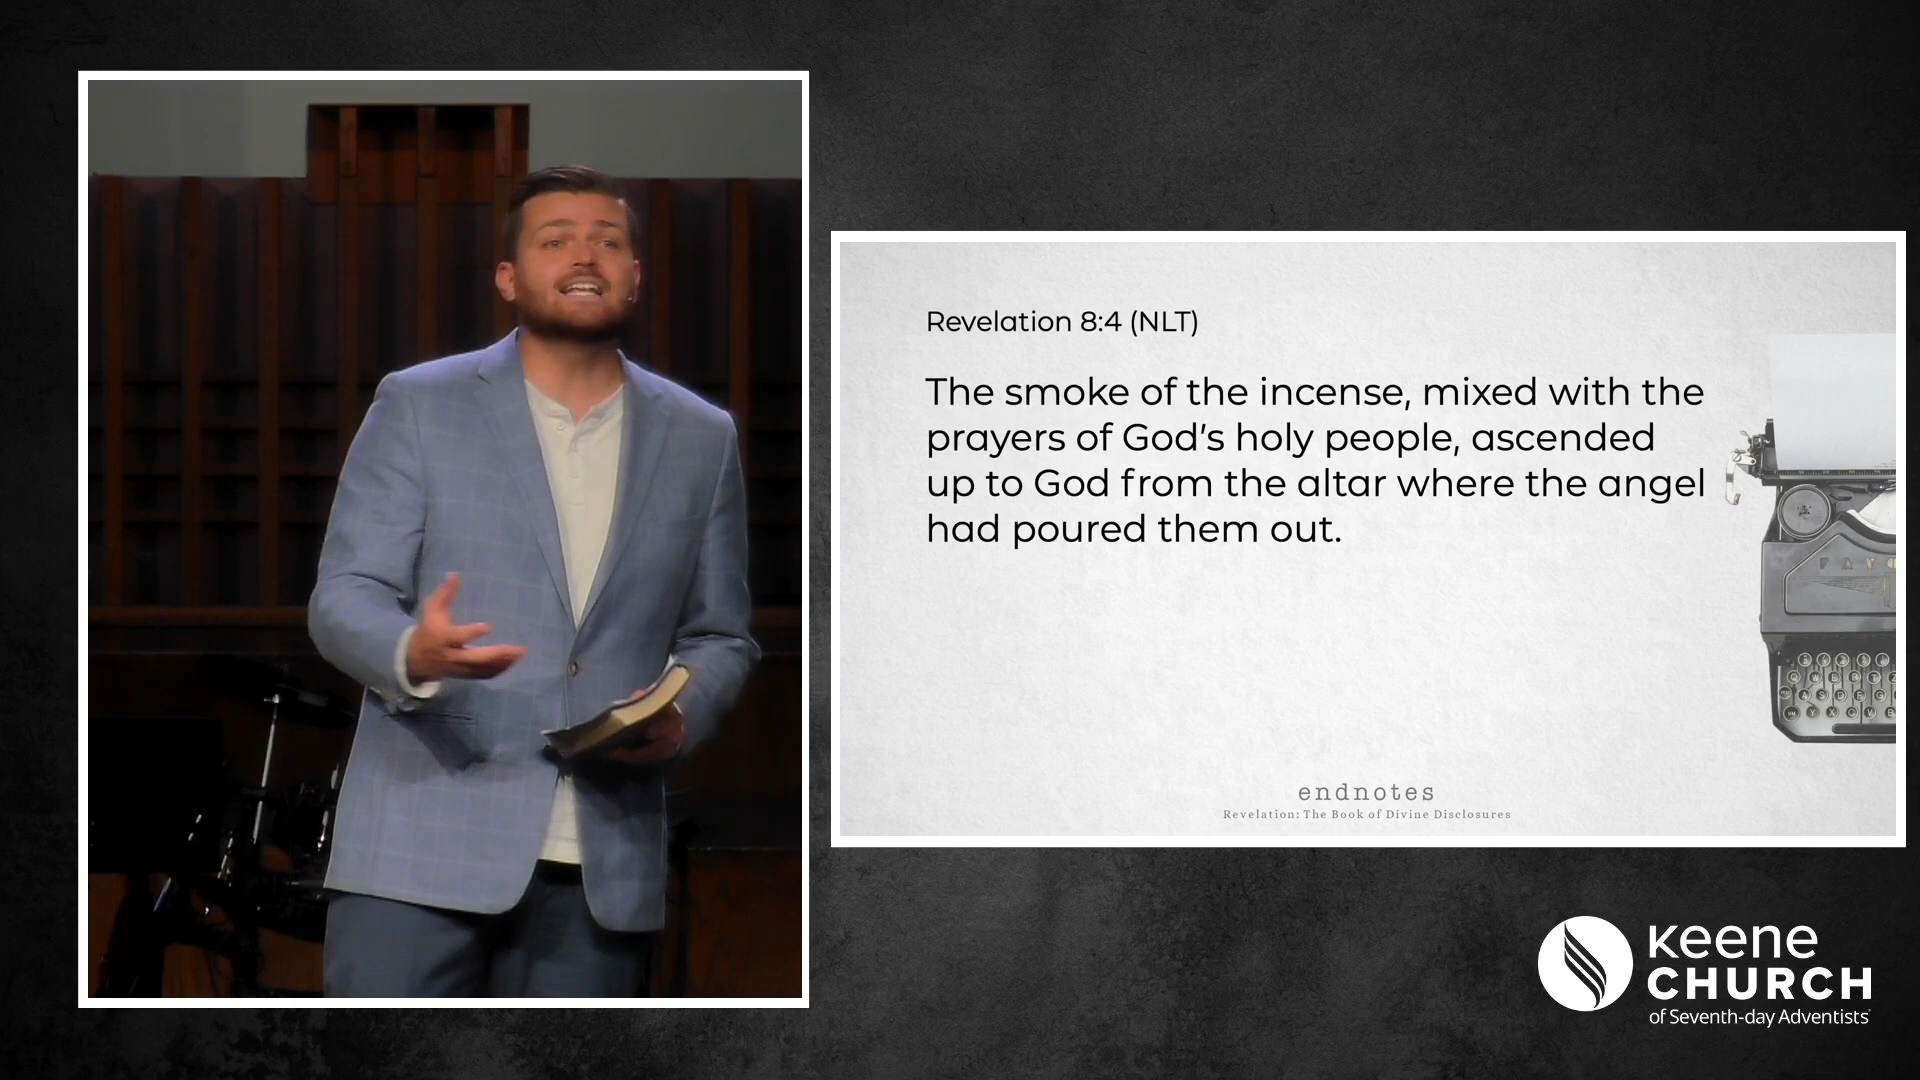 Revelation 8:4 (NLT)
The smoke of the incense, mixed with the
prayers of God's holy people, ascended
up to God from the altar where the angel
had poured them out.
endnotes
Revelation: The Book of Divine Disclosures
Keene
CHURCH
of Seventh-day Adventists